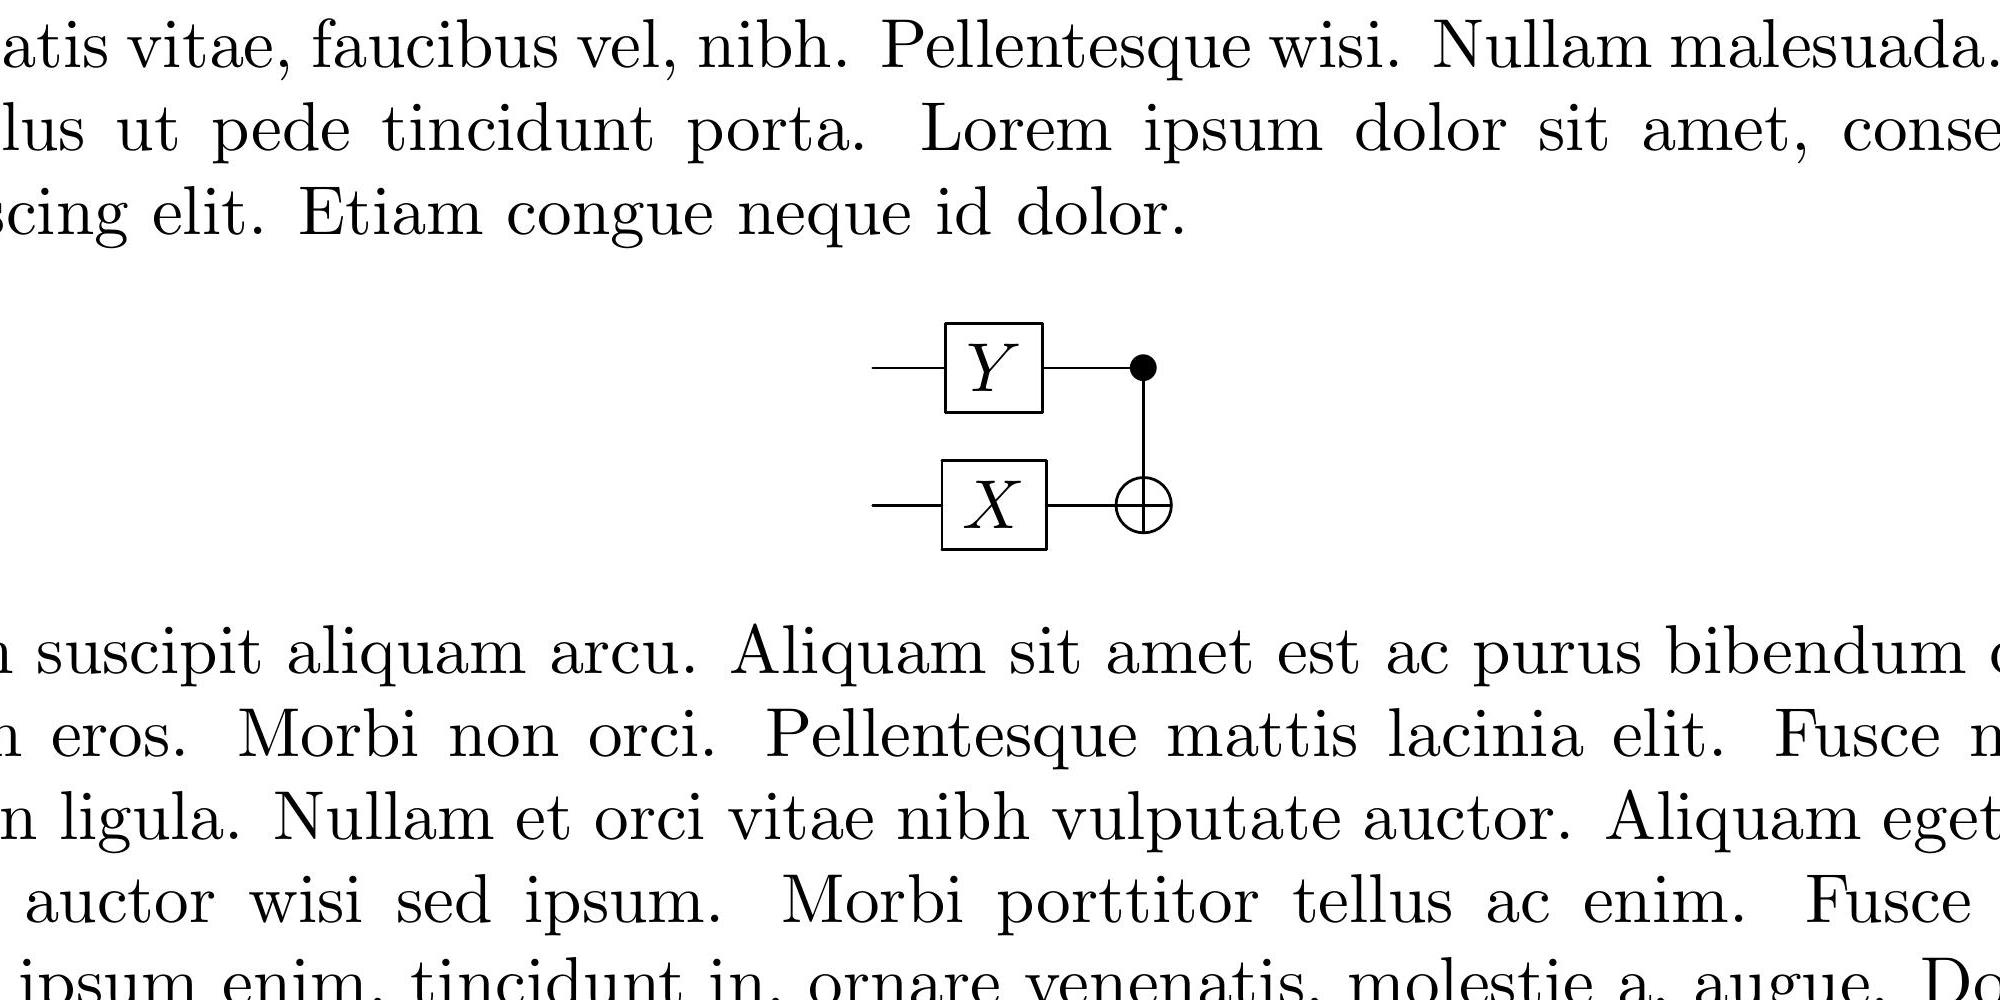 atis vitae, faucibus vel, nibh. Pellentesque wisi. Nullam malesuada.
lus ut pede tincidunt porta. Lorem ipsum dolor sit amet, conse
scing elit. Etiam congue neque id dolor.
Y
X
suscipit aliquam arcu. Aliquam sit amet est ac purus bibendum
eros. Morbi non orci. Pellentesque mattis lacinia elit. Fusce
n ligula. Nullam et orci vitae nibh vulputate auctor. Aliquam eget
auctor wisi sed ipsum. Morbi porttitor tellus ac enim. Fusce
ipsum enim, tincidunt in, ornare venenatis, molestie a, augue. Do